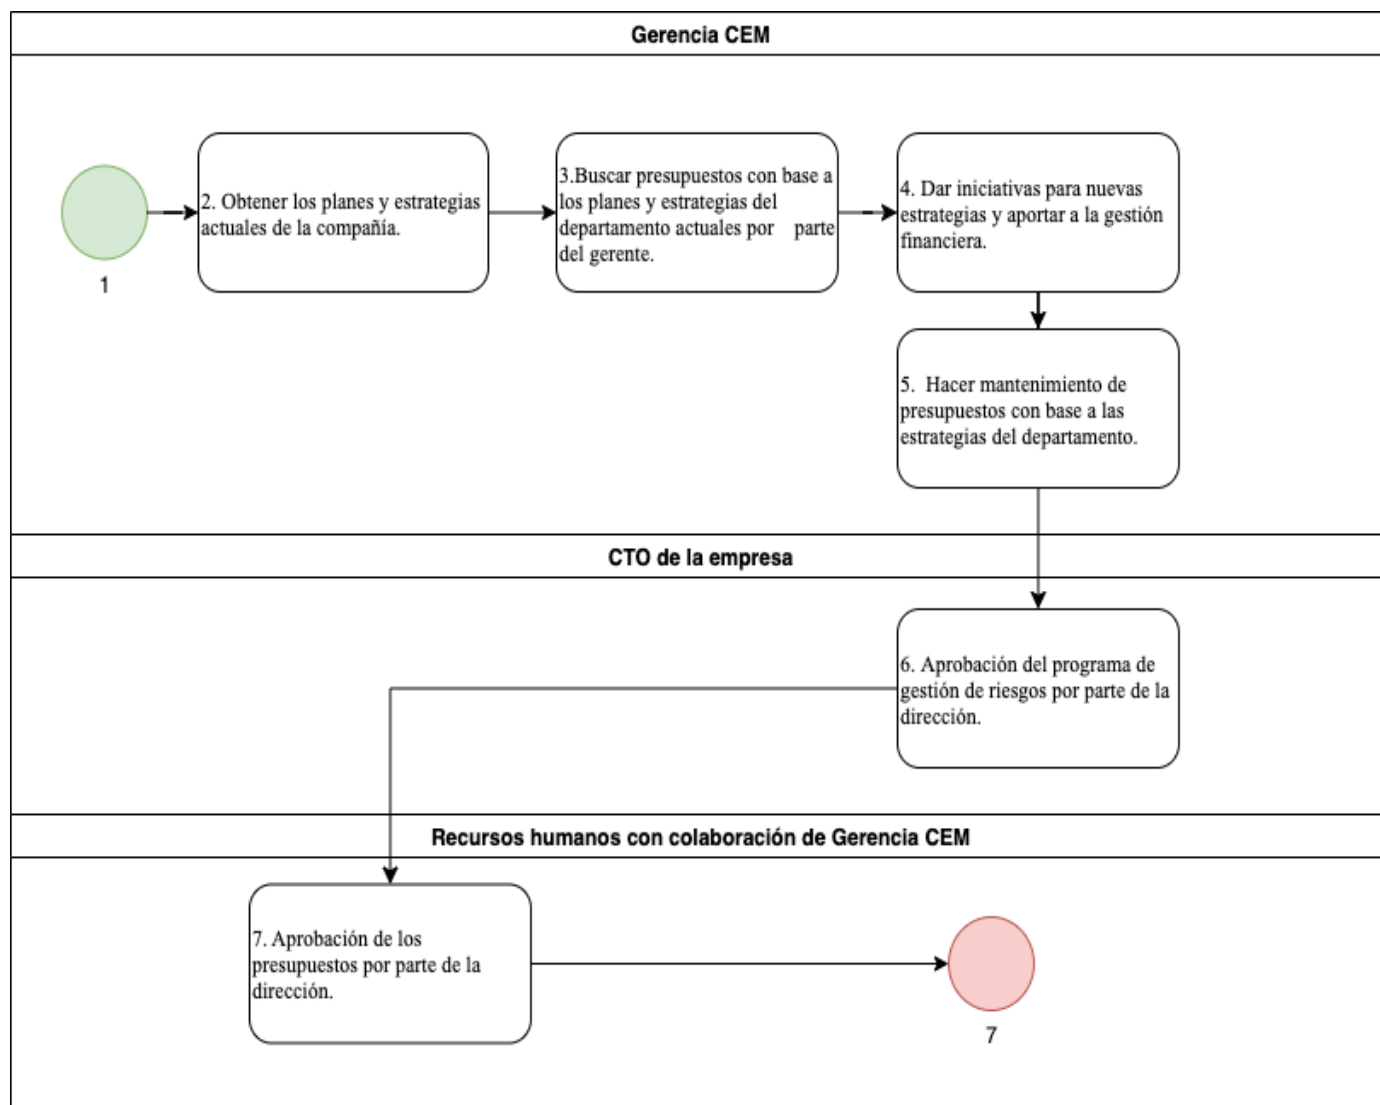 Gerencia CEM
1
2. Obtener los planes y estrategias
actuales de la compañía.
3.Buscar presupuestos con base a
los planes y estrategias del
departamento actuales por parte
del gerente.
4. Dar iniciativas para nuevas
estrategias y aportar a la gestión
financiera.
5. Hacer mantenimiento de
presupuestos con base a las
estrategias del departamento.
CTO de la empresa
6. Aprobación del programa de
gestión de riesgos por parte de la
dirección.
Recursos humanos con colaboración de Gerencia CEM
7. Aprobación de los
presupuestos por parte de la
dirección.
7